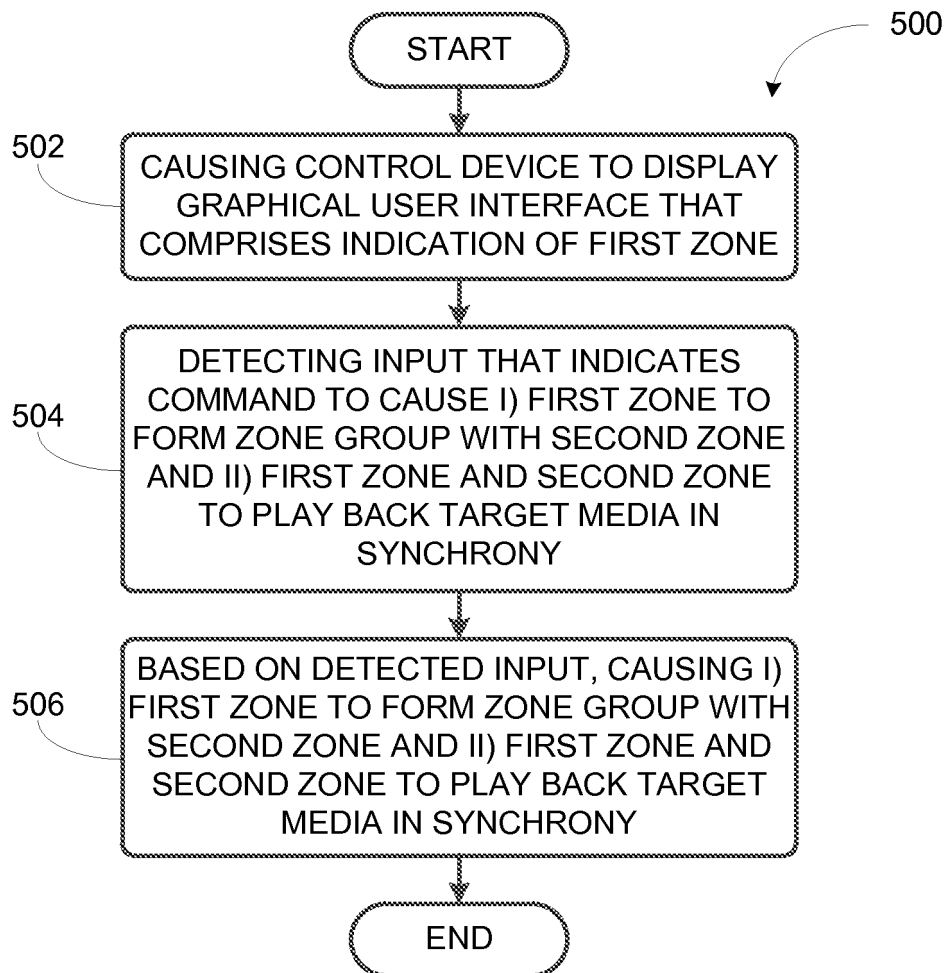 START
500
502
CAUSING CONTROL DEVICE TO DISPLAY
GRAPHICAL USER INTERFACE THAT
COMPRISES INDICATION OF FIRST ZONE
504
DETECTING INPUT THAT INDICATES
COMMAND TO CAUSE I) FIRST ZONE TO
FORM ZONE GROUP WITH SECOND ZONE
AND II) FIRST ZONE AND SECOND ZONE
TO PLAY BACK TARGET MEDIA IN
SYNCHRONY
506
BASED ON DETECTED INPUT, CAUSING I)
FIRST ZONE TO FORM ZONE GROUP WITH
SECOND ZONE AND II) FIRST ZONE AND
SECOND ZONE TO PLAY BACK TARGET
MEDIA IN SYNCHRONY
END